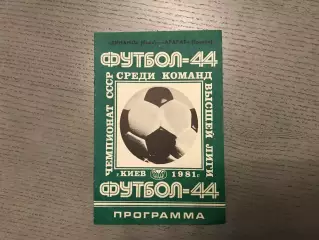 ФУТБОЛ-44
ЧЕМПИОНАТ СССР
СРЕДИ КОМАНД
ВЫСШЕЙ ЛИГИ
г. КИЕВ 1981 г.
ФУТБОЛ-44
ПРОГРАММА